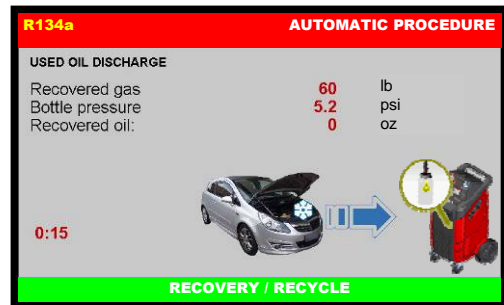 R134a AUTOMATIC PROCEDURE
USED OIL DISCHARGE
Recovered gas 60 lb
Bottle pressure 5.2 psi
Recovered oil: 0 oz
0:15
RECOVERY / RECYCLE